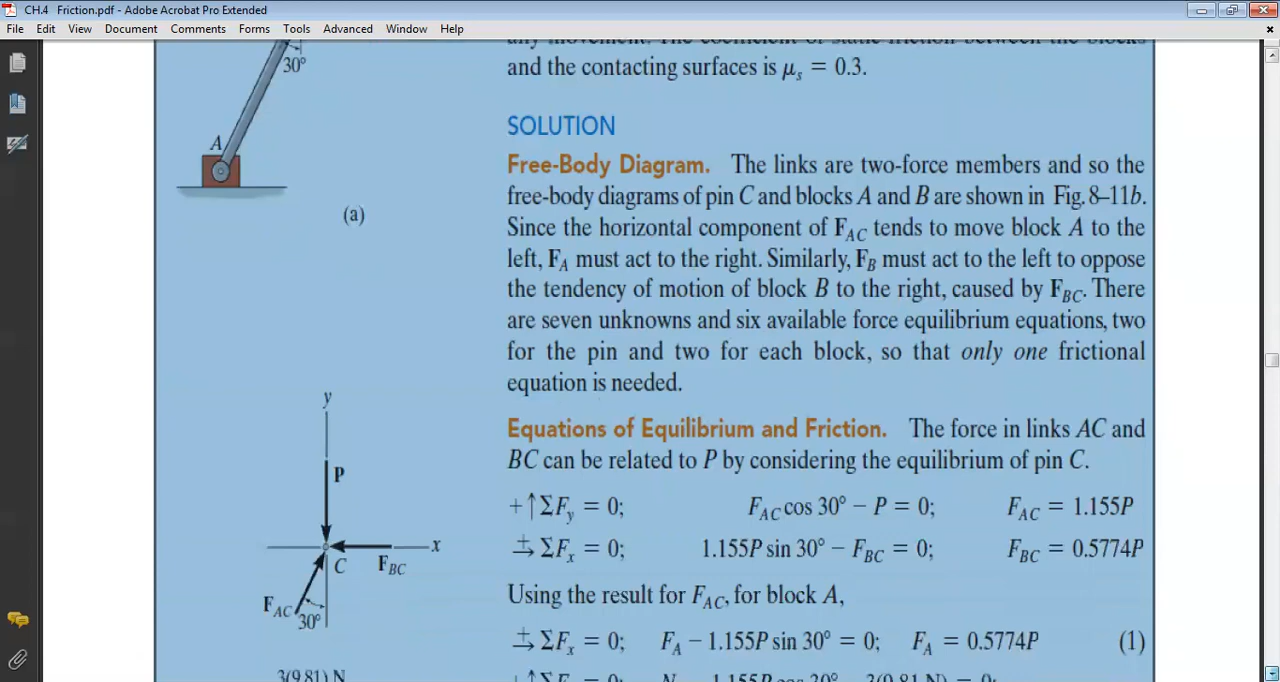 CH.4 Friction.pdf - Adobe Acrobat Pro Extended
File Edit View Document Comments Forms Tools Advanced Window Help
30°
A
(a)
and the contacting surfaces is μs = 0.3.
SOLUTION
Free-Body Diagram. The links are two-force members and so the
free-body diagrams of pin C and blocks A and B are shown in Fig. 8–11b.
Since the horizontal component of FAC tends to move block A to the
left, FA must act to the right. Similarly, FB must act to the left to oppose
the tendency of motion of block B to the right, caused by FBC. There
are seven unknowns and six available force equilibrium equations, two
for the pin and two for each block, so that only one frictional
equation is needed.
y
P
x
C
FBC
FAC
30°
3(9.81) N
Equations of Equilibrium and Friction. The force in links AC and
BC can be related to P by considering the equilibrium of pin C.
+↑ΣFy = 0; FAC cos 30° − P = 0; FAC = 1.155P
⇸ΣFx = 0; 1.155P sin 30° − FBC = 0; FBC = 0.5774P
Using the result for FAC, for block A,
⇸ΣFx = 0; FA − 1.155P sin 30° = 0; FA = 0.5774P (1)